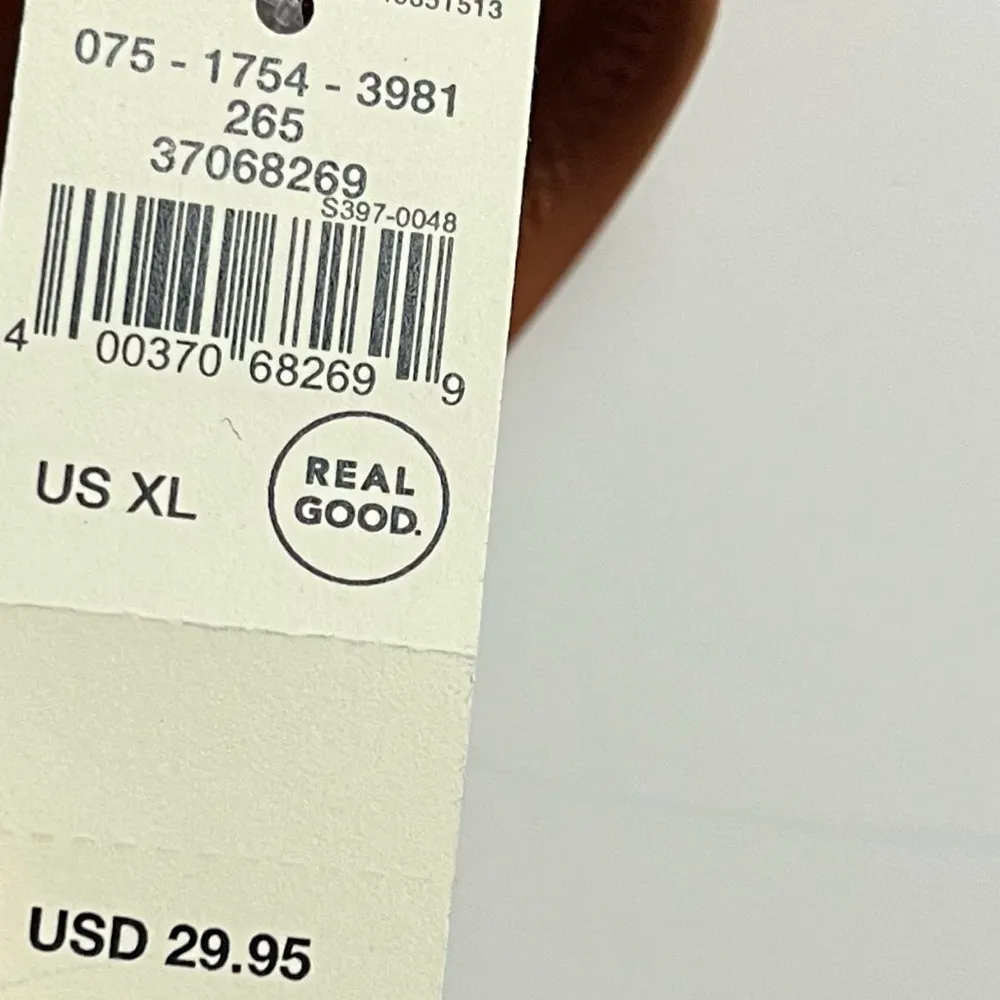 075 - 1754 - 3981
265
37068269
S397-0048
4 00370 68269 9
US XL
REAL
GOOD.
USD 29.95